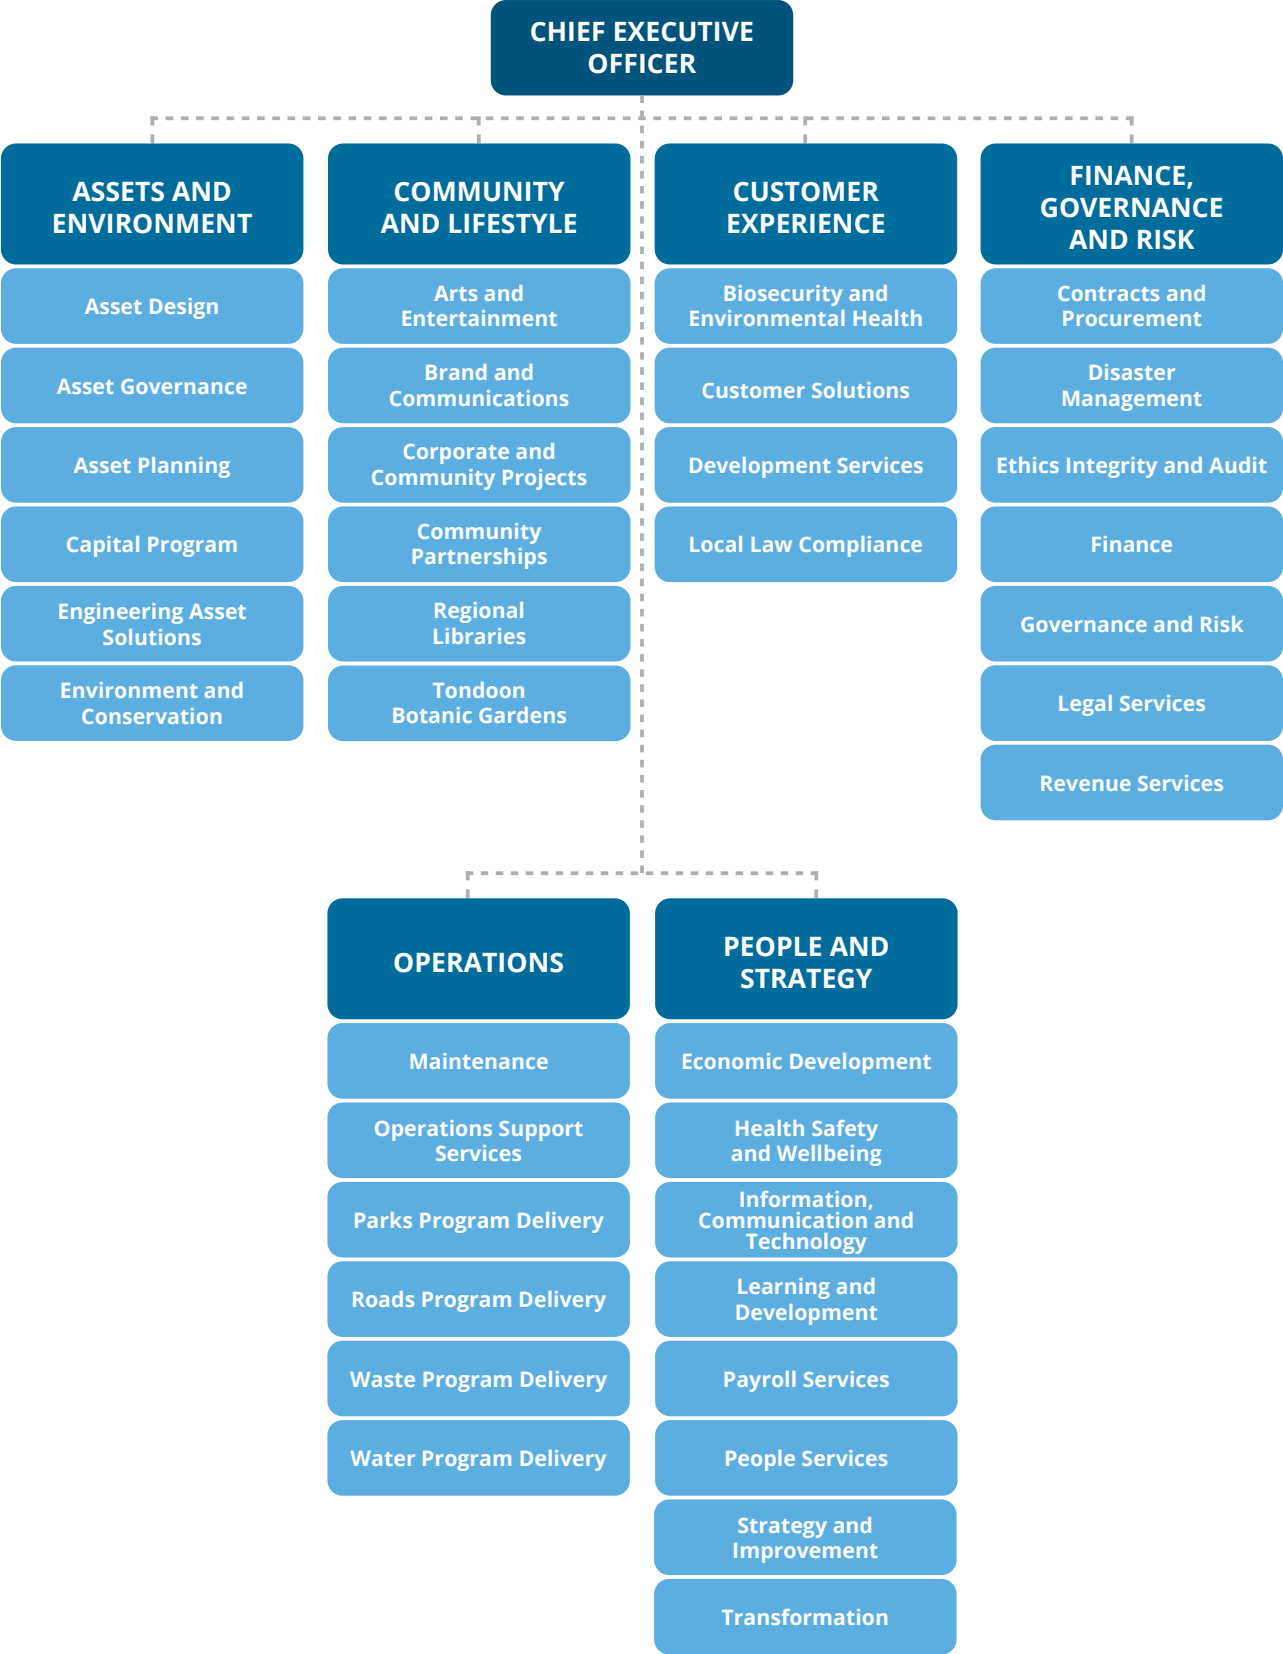 CHIEF EXECUTIVE
OFFICER
ASSETS AND
ENVIRONMENT
Asset Design
Asset Governance
Asset Planning
Capital Program
Engineering Asset
Solutions
Environment and
Conservation
COMMUNITY
AND LIFESTYLE
Arts and
Entertainment
Brand and
Communications
Corporate and
Community Projects
Community
Partnerships
Regional
Libraries
Tondoon
Botanic Gardens
CUSTOMER
EXPERIENCE
Biosecurity and
Environmental Health
Customer Solutions
Development Services
Local Law Compliance
FINANCE,
GOVERNANCE
AND RISK
Contracts and
Procurement
Disaster
Management
Ethics Integrity and Audit
Finance
Governance and Risk
Legal Services
Revenue Services
OPERATIONS
Maintenance
Operations Support
Services
Parks Program Delivery
Roads Program Delivery
Waste Program Delivery
Water Program Delivery
PEOPLE AND
STRATEGY
Economic Development
Health Safety
and Wellbeing
Information,
Communication and
Technology
Learning and
Development
Payroll Services
People Services
Strategy and
Improvement
Transformation